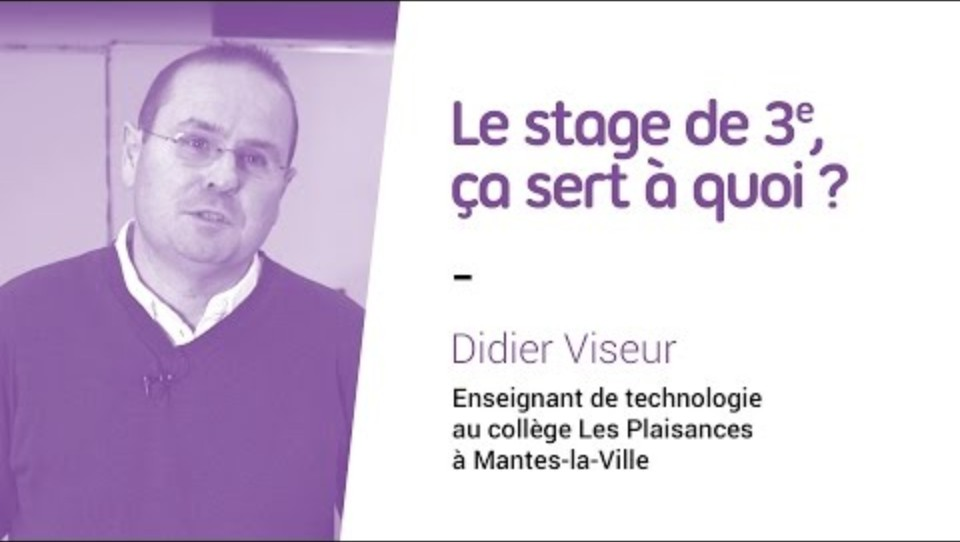 Le stage de 3e,
ça sert à quoi ?
–
Didier Viseur
Enseignant de technologie
au collège Les Plaisances
à Mantes-la-Ville